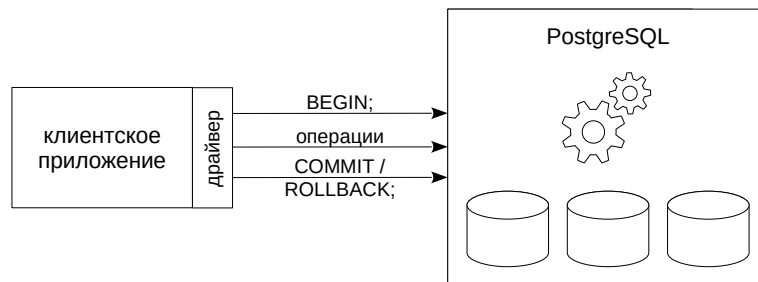 PostgreSQL
BEGIN;
клиентское
приложение
драйвер
операции
COMMIT /
ROLLBACK;